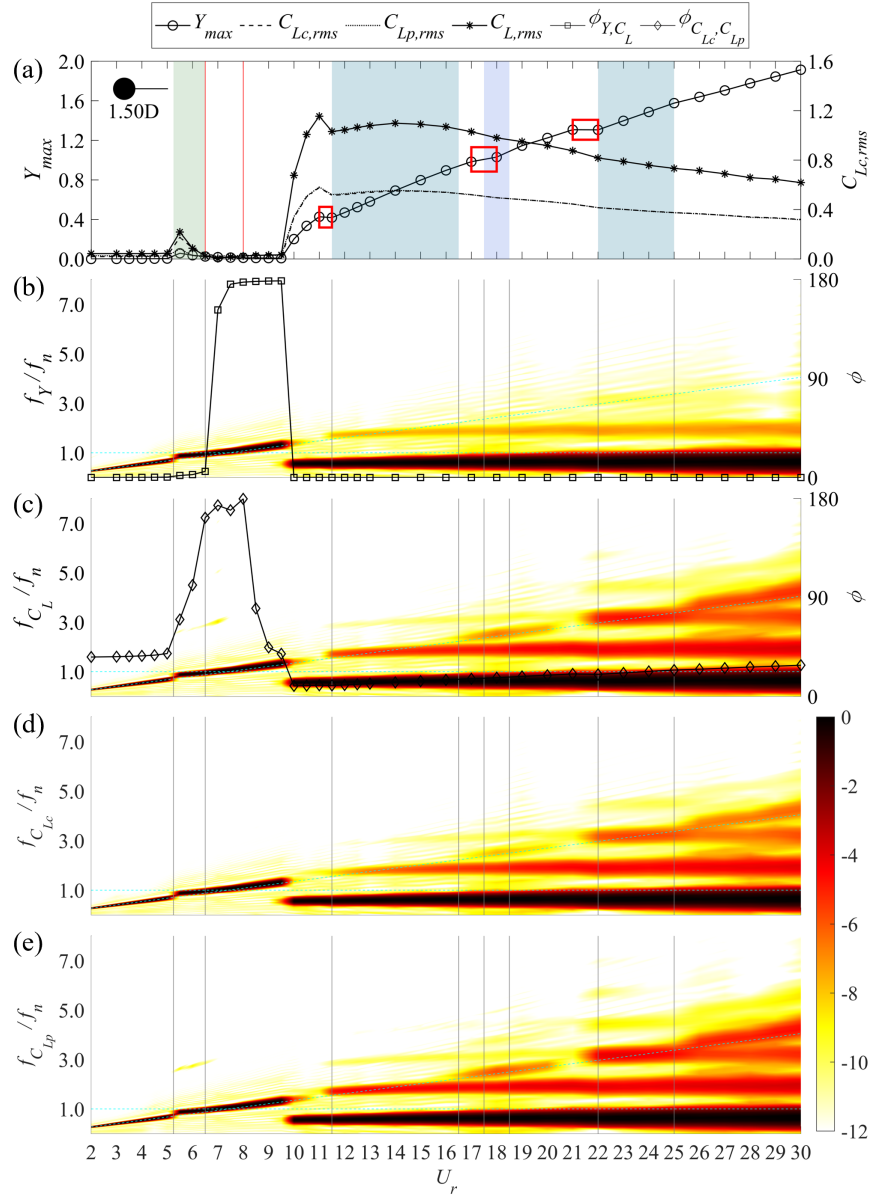 Y_max C_Lc,rms C_Lp,rms C_L,rms ϕ_Y,C_L ϕ_C_Lc,C_Lp
(a)
2.0 1.6
1.6
1.2 1.2
0.8 0.8
0.4 0.4
0.0 0.0
Y_max
C_Lc,rms
1.50D
(b)
7.0 180
5.0
3.0 90
1.0
0
f_Y/f_n
ϕ
(c)
7.0 180
5.0
3.0 90
1.0
0
f_C_L/f_n
ϕ
(d)
7.0
5.0
3.0
1.0
f_C_Lc/f_n
(e)
7.0
5.0
3.0
1.0
f_C_Lp/f_n
0
-2
-4
-6
-8
-10
-12
2 3 4 5 6 7 8 9 10 11 12 13 14 15 16 17 18 19 20 21 22 23 24 25 26 27 28 29 30
U_r